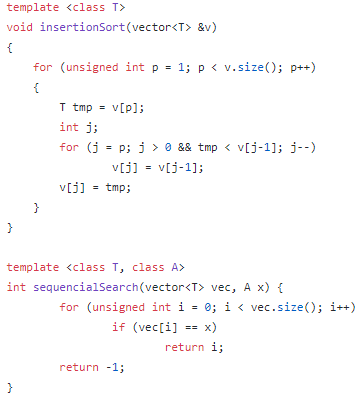 template <class T>
void insertionSort(vector<T> &v)
{
    for (unsigned int p = 1; p < v.size(); p++)
    {
        T tmp = v[p];
        int j;
        for (j = p; j > 0 && tmp < v[j-1]; j--)
                v[j] = v[j-1];
        v[j] = tmp;
    }
}

template <class T, class A>
int sequencialSearch(vector<T> vec, A x) {
        for (unsigned int i = 0; i < vec.size(); i++)
                if (vec[i] == x)
                        return i;
        return -1;
}